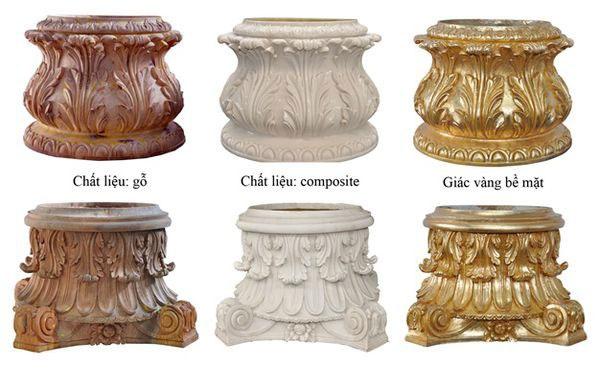 Chất liệu: gỗ
Chất liệu: composite
Giác vàng bề mặt